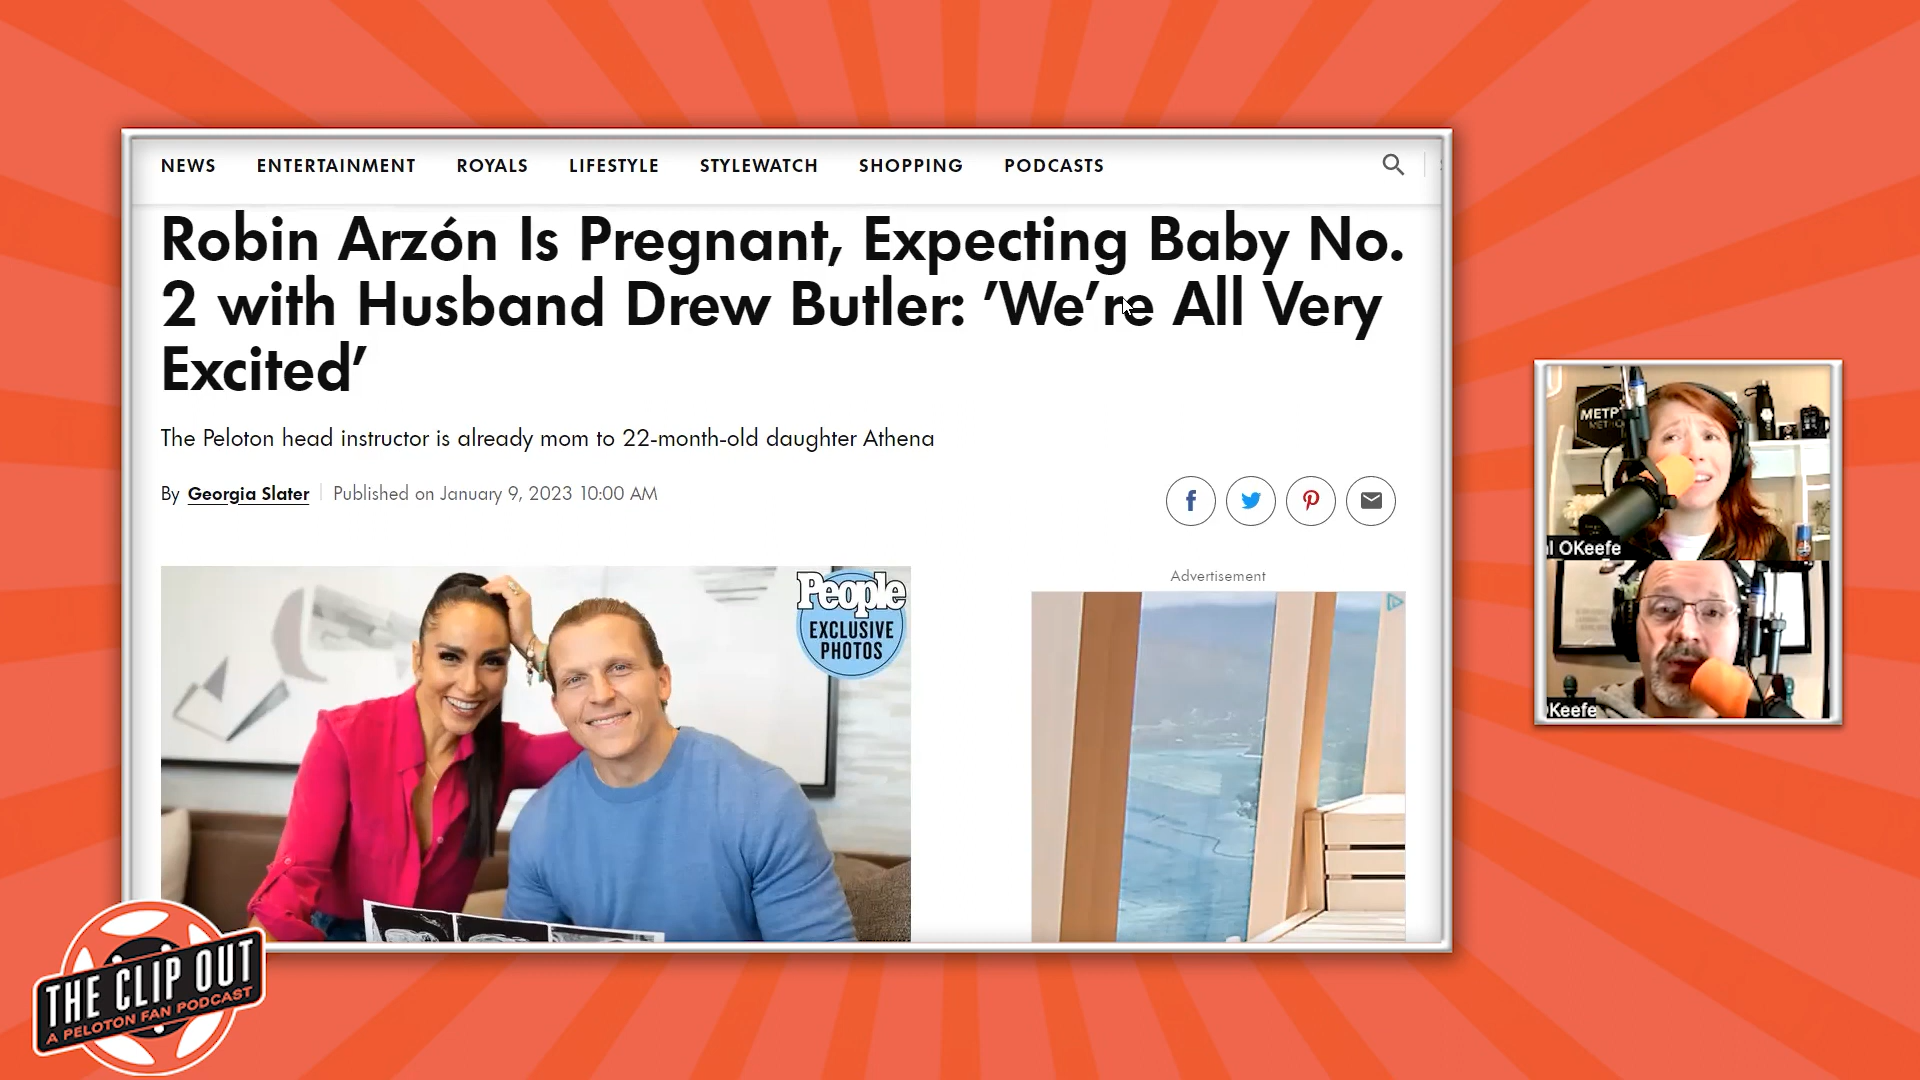 NEWS ENTERTAINMENT ROYALS LIFESTYLE STYLEWATCH SHOPPING PODCASTS
Robin Arzón Is Pregnant, Expecting Baby No.
2 with Husband Drew Butler: ’We’re All Very
Excited’
The Peloton head instructor is already mom to 22-month-old daughter Athena
By Georgia Slater Published on January 9, 2023 10:00 AM
Advertisement
People
EXCLUSIVE
PHOTOS
METP
METHO
l OKeefe
Keefe
THE CLIP OUT
A PELOTON FAN PODCAST